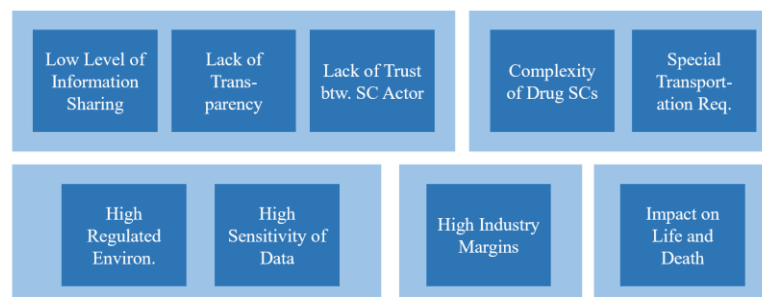 Low Level of
Information
Sharing
Lack of
Trans-
parency
Lack of Trust
btw. SC Actor
Complexity
of Drug SCs
Special
Transport-
ation Req.
High
Regulated
Environ.
High
Sensitivity of
Data
High Industry
Margins
Impact on
Life and
Death